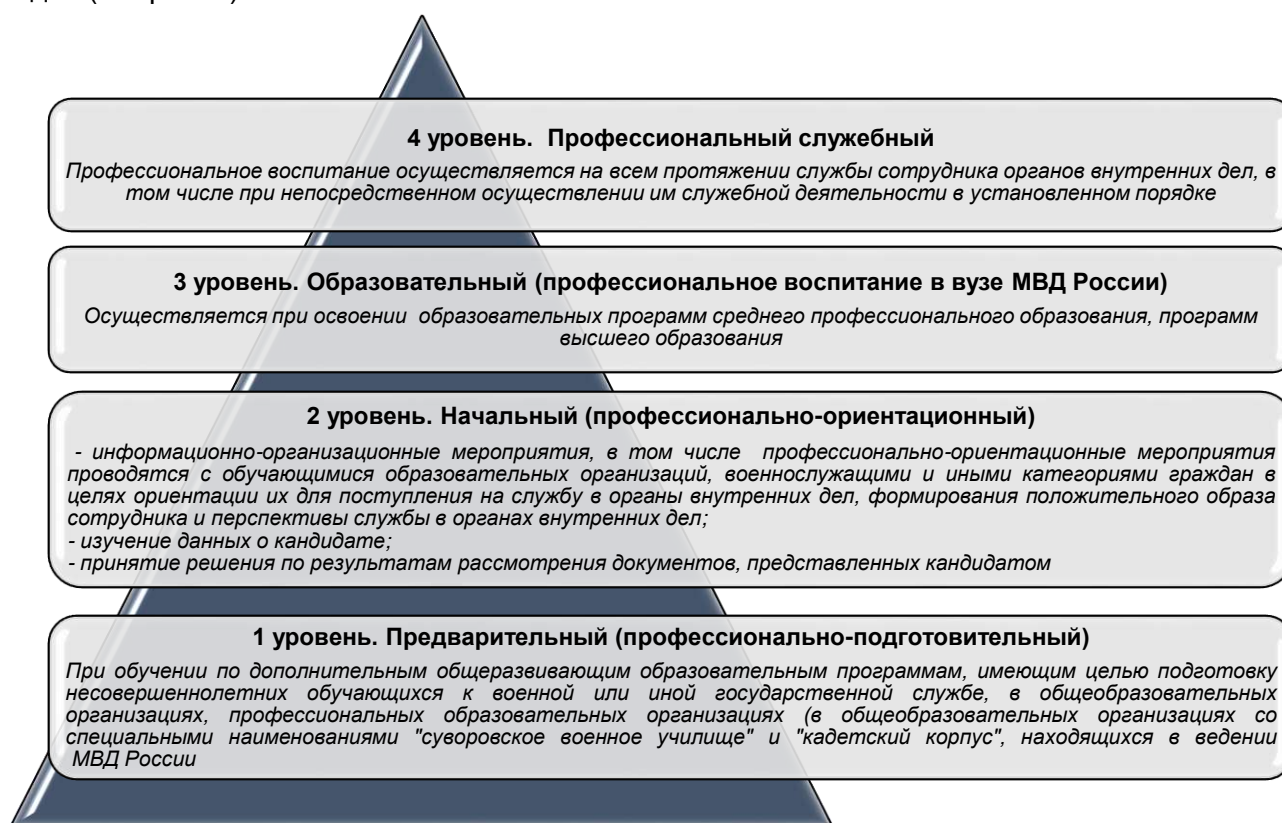 4 уровень. Профессиональный служебный
Профессиональное воспитание осуществляется на всем протяжении службы сотрудника органов внутренних дел, в
том числе при непосредственном осуществлении им служебной деятельности в установленном порядке
3 уровень. Образовательный (профессиональное воспитание в вузе МВД России)
Осуществляется при освоении образовательных программ среднего профессионального образования, программ
высшего образования
2 уровень. Начальный (профессионально-ориентационный)
- информационно-организационные мероприятия, в том числе профессионально-ориентационные мероприятия
проводятся с обучающимися образовательных организаций, военнослужащими и иными категориями граждан в
целях ориентации их для поступления на службу в органы внутренних дел, формирования положительного образа
сотрудника и перспективы службы в органах внутренних дел;
- изучение данных о кандидате;
- принятие решения по результатам рассмотрения документов, представленных кандидатом
1 уровень. Предварительный (профессионально-подготовительный)
При обучении по дополнительным общеразвивающим образовательным программам, имеющим целью подготовку
несовершеннолетних обучающихся к военной или иной государственной службе, в общеобразовательных
организациях, профессиональных образовательных организациях (в общеобразовательных организациях со
специальными наименованиями "суворовское военное училище" и "кадетский корпус", находящихся в ведении
МВД России